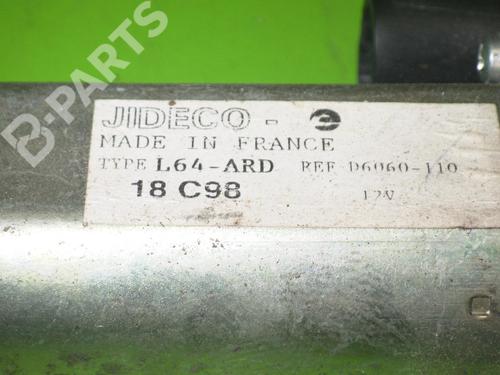 B-PARTS
JIDECO -
MADE IN FRANCE
TYPE L64-ARD REF D6060-110
18 C98 12V